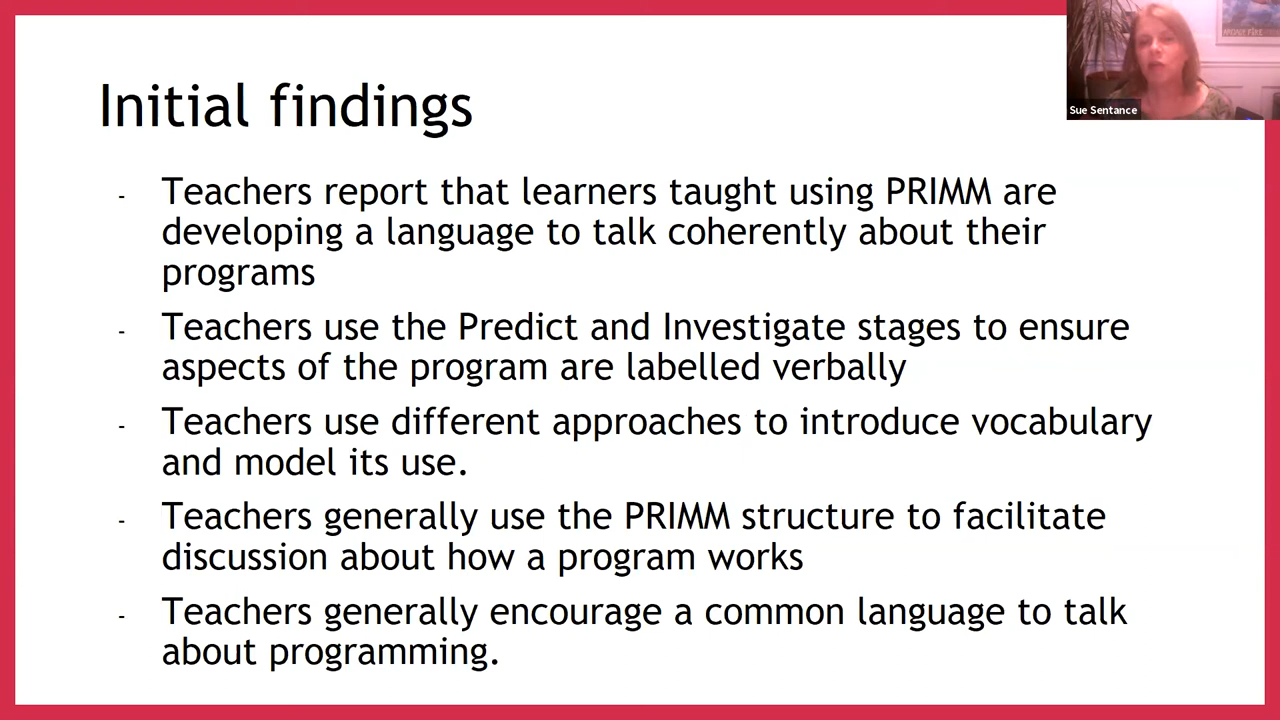 Initial findings
- Teachers report that learners taught using PRIMM are
developing a language to talk coherently about their
programs
- Teachers use the Predict and Investigate stages to ensure
aspects of the program are labelled verbally
- Teachers use different approaches to introduce vocabulary
and model its use.
- Teachers generally use the PRIMM structure to facilitate
discussion about how a program works
- Teachers generally encourage a common language to talk
about programming.
Sue Sentance